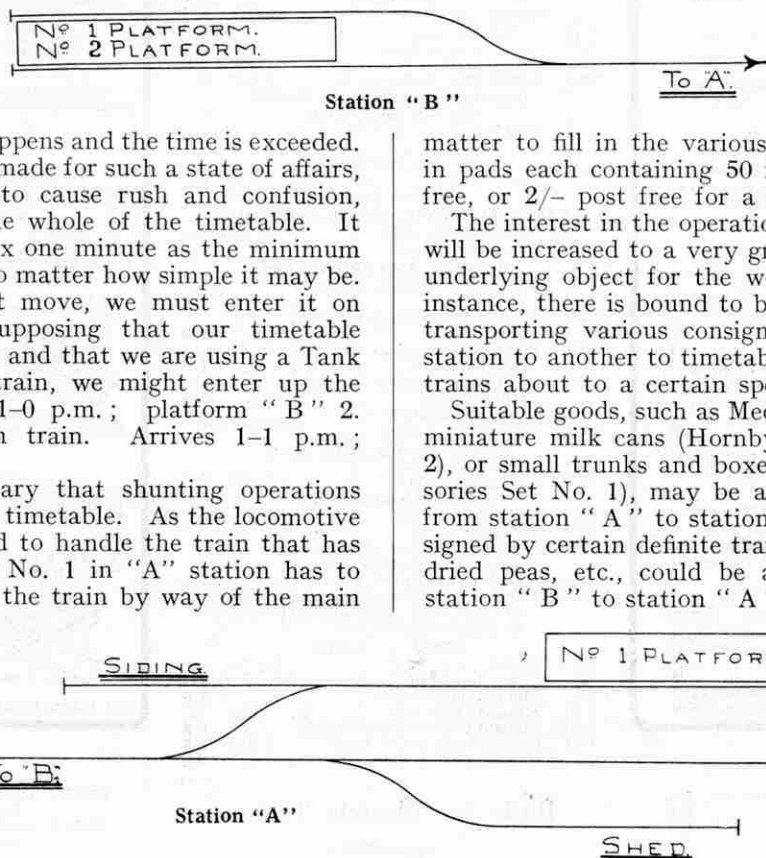 Nº 1 PLATFORM.
Nº 2 PLATFORM.
To "A".
Station "B"
ppens and the time is exceeded.
made for such a state of affairs,
to cause rush and confusion,
e whole of the timetable. It
x one minute as the minimum
o matter how simple it may be.
t move, we must enter it on
upposing that our timetable
and that we are using a Tank
train, we might enter up the
1–0 p.m.; platform "B" 2.
n train. Arrives 1–1 p.m.;
ary that shunting operations
timetable. As the locomotive
d to handle the train that has
No. 1 in "A" station has to
the train by way of the main
matter to fill in the various
in pads each containing 50
free, or 2/– post free for a
The interest in the operatio
will be increased to a very gr
underlying object for the w
instance, there is bound to b
transporting various consign
station to another to timetab
trains about to a certain spe
Suitable goods, such as Mec
miniature milk cans (Hornby
2), or small trunks and boxe
sories Set No. 1), may be a
from station "A" to station
signed by certain definite tra
dried peas, etc., could be a
station "B" to station "A"
SIDING.
Nº 1 PLATFOR
To "B".
Station "A"
SHED.